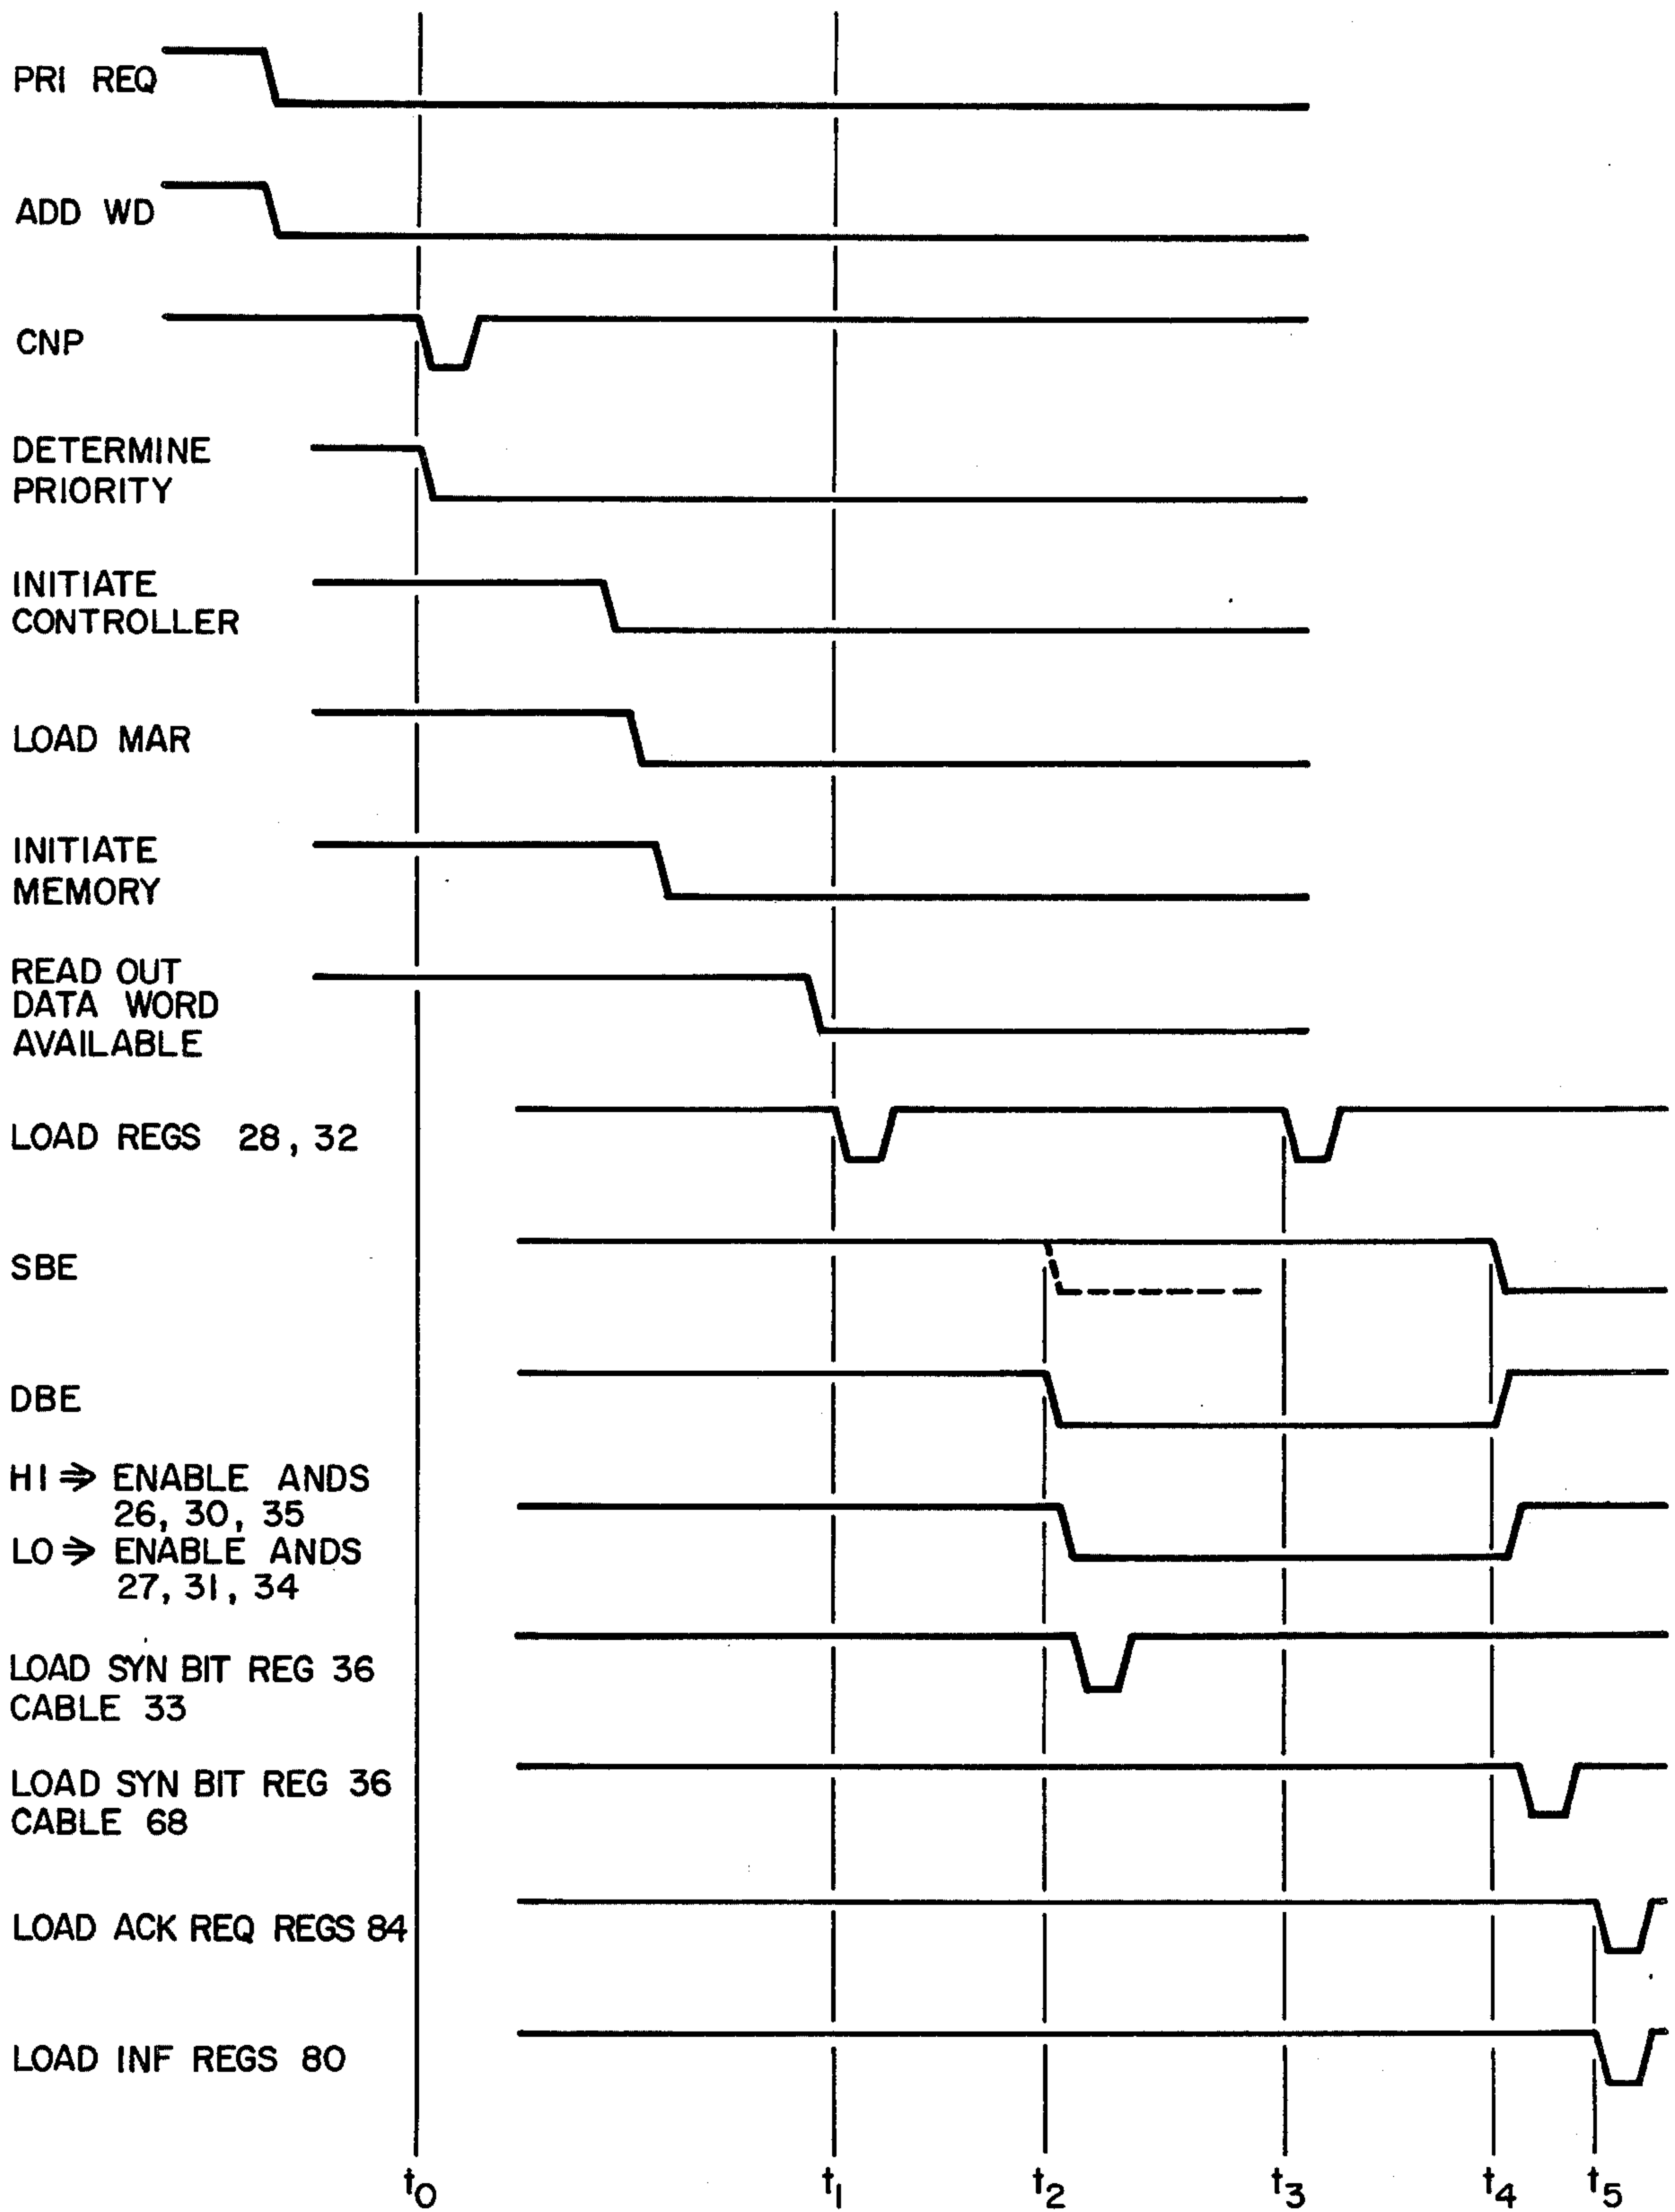 PRI REQ
ADD WD
CNP
DETERMINE
PRIORITY
INITIATE
CONTROLLER
LOAD MAR
INITIATE
MEMORY
READ OUT
DATA WORD
AVAILABLE
LOAD REGS 28, 32
SBE
DBE
HI ⇒ ENABLE ANDS
26, 30, 35
LO ⇒ ENABLE ANDS
27, 31, 34
LOAD SYN BIT REG 36
CABLE 33
LOAD SYN BIT REG 36
CABLE 68
LOAD ACK REQ REGS 84
LOAD INF REGS 80
t0 t1 t2 t3 t4 t5